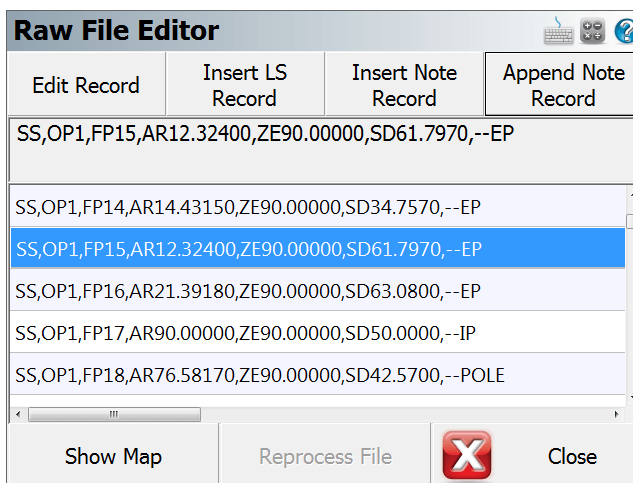 Raw File Editor
Edit Record
Insert LS
Record
Insert Note
Record
Append Note
Record
SS,OP1,FP15,AR12.32400,ZE90.00000,SD61.7970,--EP
SS,OP1,FP14,AR14.43150,ZE90.00000,SD34.7570,--EP
SS,OP1,FP15,AR12.32400,ZE90.00000,SD61.7970,--EP
SS,OP1,FP16,AR21.39180,ZE90.00000,SD63.0800,--EP
SS,OP1,FP17,AR90.00000,ZE90.00000,SD50.0000,--IP
SS,OP1,FP18,AR76.58170,ZE90.00000,SD42.5700,--POLE
Show Map
Reprocess File
Close